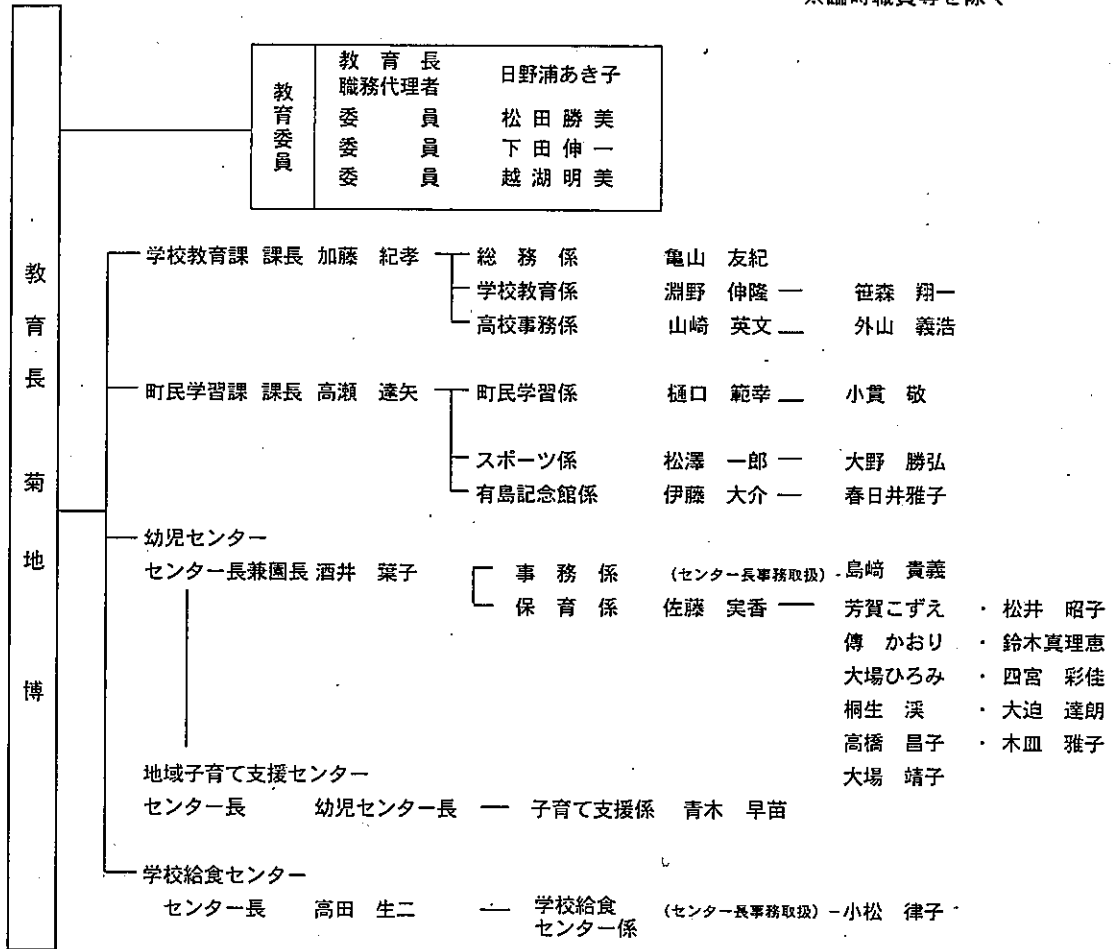 教育長 菊地 博
教育委員
教育長
職務代理者 日野浦あき子
委員 松田勝美
委員 下田伸一
委員 越湖明美
学校教育課 課長 加藤 紀孝 総務係 亀山 友紀
学校教育係 淵野 伸隆 笹森 翔一
高校事務係 山崎 英文 外山 義浩
町民学習課 課長 高瀬 達矢 町民学習係 樋口 範幸 小貫 敬
スポーツ係 松澤 一郎 大野 勝弘
有島記念館係 伊藤 大介 春日井雅子
幼児センター
センター長兼園長 酒井 葉子 事務係 (センター長事務取扱) 島崎 貴義
保育係 佐藤 実香 芳賀こずえ ・ 松井 昭子
傳 かおり ・ 鈴木真理恵
大場ひろみ ・ 四宮 彩佳
桐生 渓 ・ 大迫 達朗
高橋 昌子 ・ 木皿 雅子
大場 靖子
地域子育て支援センター
センター長 幼児センター長 子育て支援係 青木 早苗
学校給食センター
センター長 高田 生二 学校給食センター係 (センター長事務取扱) 小松 律子